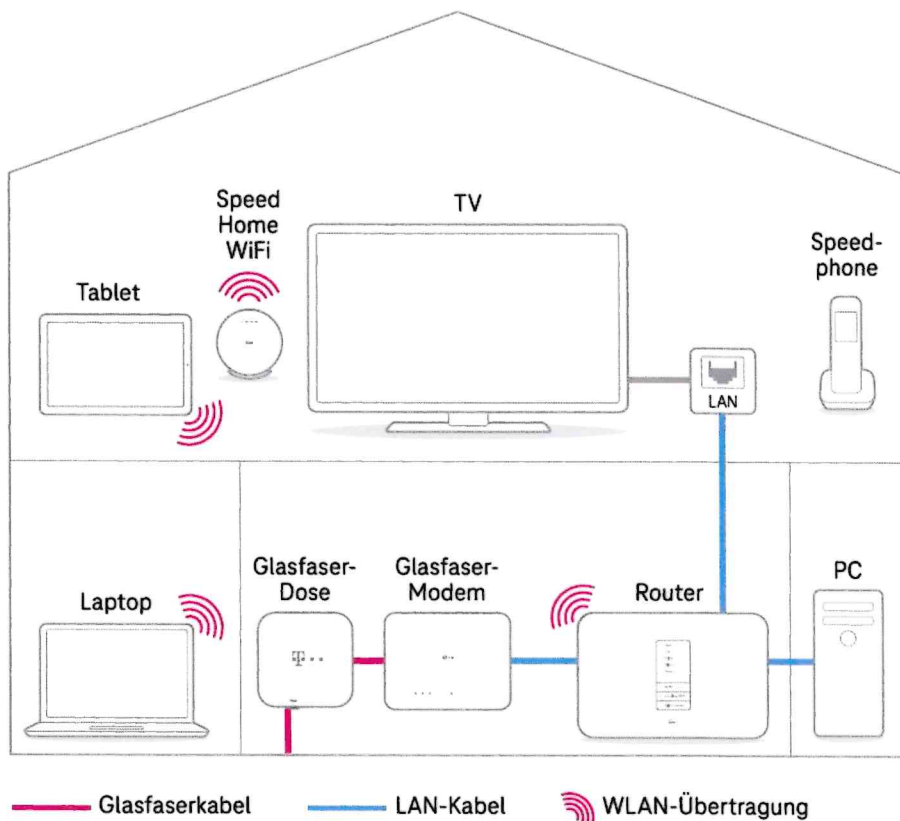 Speed
Home
WiFi
TV
Speed-
phone
Tablet
LAN
Glasfaser-
Dose
Glasfaser-
Modem
Router
PC
Laptop
Glasfaserkabel
LAN-Kabel
WLAN-Übertragung